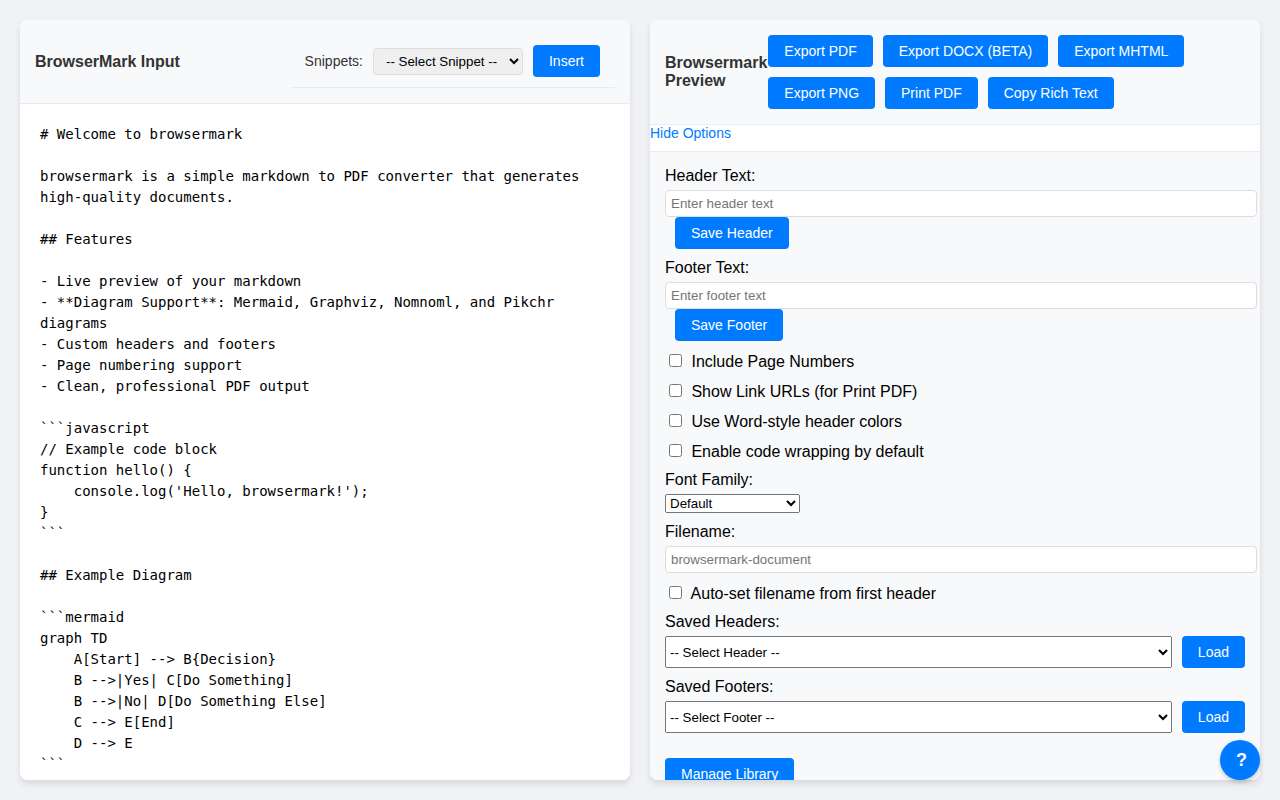 BrowserMark Input
Snippets:
-- Select Snippet --
Insert
# Welcome to browsermark
browsermark is a simple markdown to PDF converter that generates
high-quality documents.
## Features
- Live preview of your markdown
- **Diagram Support**: Mermaid, Graphviz, Nomnoml, and Pikchr
diagrams
- Custom headers and footers
- Page numbering support
- Clean, professional PDF output
```javascript
// Example code block
function hello() {
    console.log('Hello, browsermark!');
}
```
## Example Diagram
```mermaid
graph TD
    A[Start] --> B{Decision}
    B -->|Yes| C[Do Something]
    B -->|No| D[Do Something Else]
    C --> E[End]
    D --> E
```
Browsermark
Preview
Export PDF
Export DOCX (BETA)
Export MHTML
Export PNG
Print PDF
Copy Rich Text
Hide Options
Header Text:
Enter header text
Save Header
Footer Text:
Enter footer text
Save Footer
Include Page Numbers
Show Link URLs (for Print PDF)
Use Word-style header colors
Enable code wrapping by default
Font Family:
Default
Filename:
browsermark-document
Auto-set filename from first header
Saved Headers:
-- Select Header --
Load
Saved Footers:
-- Select Footer --
Load
Manage Library
?